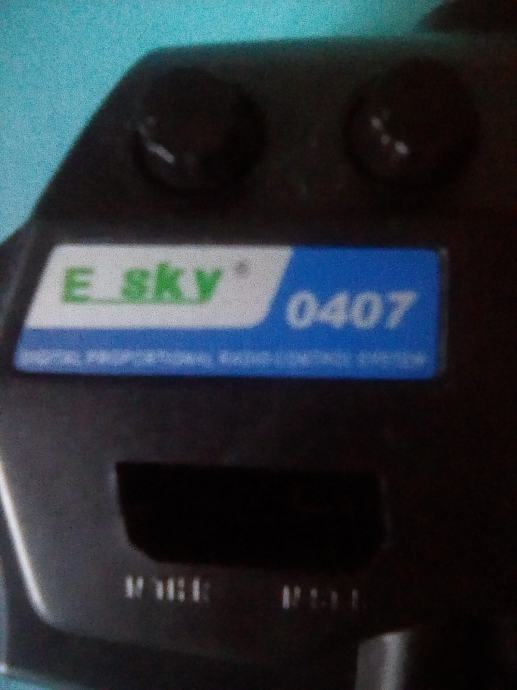 E_sky®
0407
DIGITAL PROPORTIONAL RADIO CONTROL SYSTEM